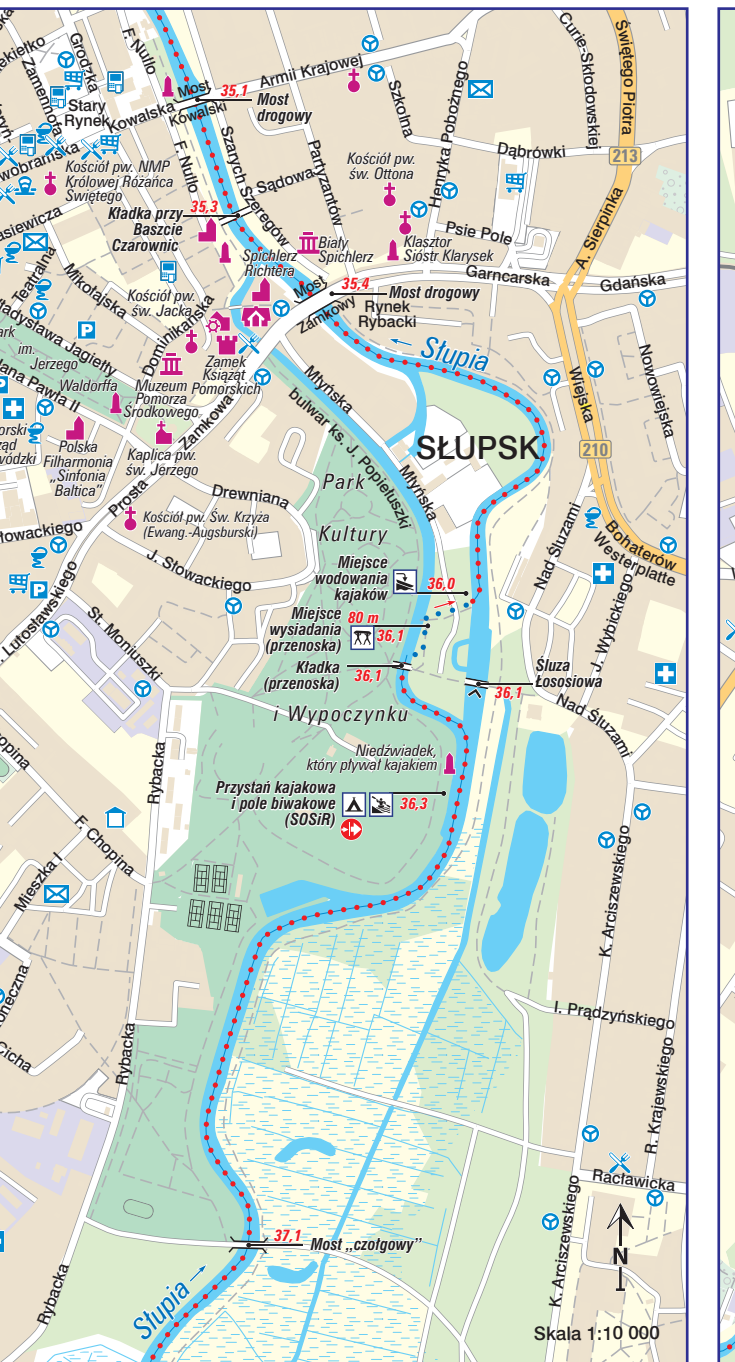 F. Nullo
Grodzka
Zamenhofa
Stary
Rynek
Kowalska
Most
Kowalski
35,1
Most
drogowy
Armii Krajowej
Szkolna
Henryka Pobożnego
Curie-Skłodowskiej
Świętego Piotra
Dąbrówki
213
F. Nullo
Szarych Szeregów
Sądowa
Partyzantów
Kościół pw.
św. Ottona
Kościół pw. NMP
Królowej Różańca
Świętego
35,3
Kładka przy
Baszcie
Czarownic
Biały
Spichlerz
Klasztor
Sióstr Klarysek
Psie Pole
A. Sierpinka
Garncarska
Gdańska
Teatralna
Mikołajska
Spichlerz
Richtera
Kościół pw.
św. Jacka
Dominikańska
Most
Zamkowy
35,4
Most drogowy
Rynek
Rybacki
im.
Jerzego
Waldorffa
Muzeum
Pomorza
Środkowego
Zamek
Książąt
Pomorskich
Młyńska
Słupia
Wiejska
Nowowiejska
Zamkowa
bulwar ks. J. Popiełuszki
Polska
Filharmonia
„Sinfonia
Baltica”
Kaplica pw.
św. Jerzego
SŁUPSK
210
Prosta
Drewniana
Park
Kultury
Młyńska
Kościół pw. Św. Krzyża
(Ewang.-Augsburski)
J. Słowackiego
Nad Śluzami
Bohaterów
Westerplatte
Miejsce
wodowania
kajaków
36,0
Miejsce
wysiadania
(przenoska)
80 m
36,1
J. Wybickiego
St. Moniuszki
Kładka
(przenoska)
36,1
Śluza
Łososiowa
36,1
Nad Śluzami
i Wypoczynku
Niedźwiadek,
który pływał kajakiem
Rybacka
Przystań kajakowa
i pole biwakowe
(SOSiR)
36,3
F. Chopina
Mieszka I
K. Arciszewskiego
I. Prądzyńskiego
Rybacka
Cicha
R. Krajewskiego
Racławicka
K. Arciszewskiego
37,1
Most „czołgowy”
Rybacka
Słupia
N
Skala 1:10 000